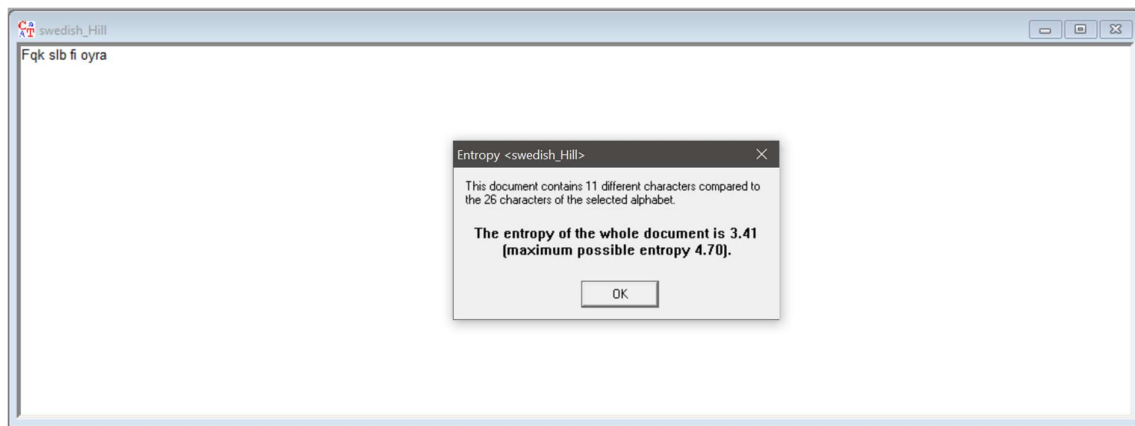 swedish_Hill
Fqk slb fi oyra
Entropy <swedish_Hill>
This document contains 11 different characters compared to
the 26 characters of the selected alphabet.
The entropy of the whole document is 3.41
(maximum possible entropy 4.70).
OK